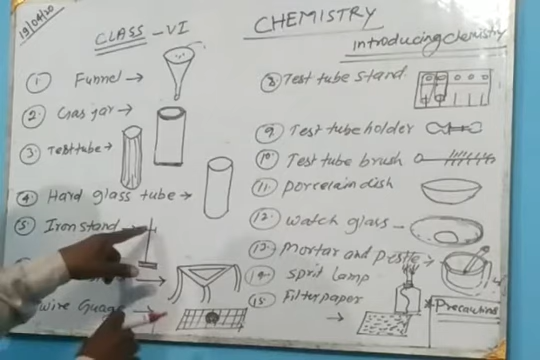 19/04/20
CLASS - VI
CHEMISTRY
introducing chemistry
① Funnel →
② Gas jar →
③ Test tube →
④ Hard glass tube →
⑤ Iron stand
→
Wire Guage →
⑧ Test tube stand
⑨ Test tube holder
⑩ Test tube brush
⑪ porcelain dish
⑫ watch glass -
⑬ Mortar and pestle →
⑭ Sprit lamp
⑮ Filter paper
→
* Precautions